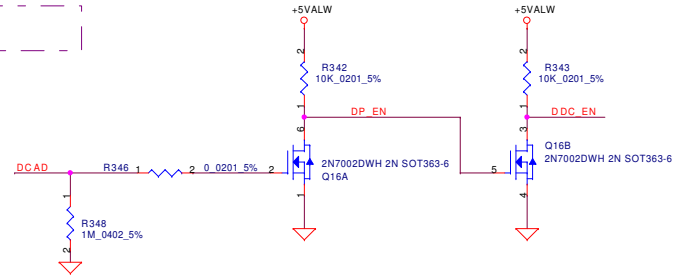 +5VALW
+5VALW
2
R342
10K_0201_5%
1
2
R343
10K_0201_5%
1
DP_EN
DDC_EN
6
3
DCAD
R346
1
2
0_0201_5%
2
2N7002DWH 2N SOT363-6
Q16A
1
5
Q16B
2N7002DWH 2N SOT363-6
4
1
R348
1M_0402_5%
2